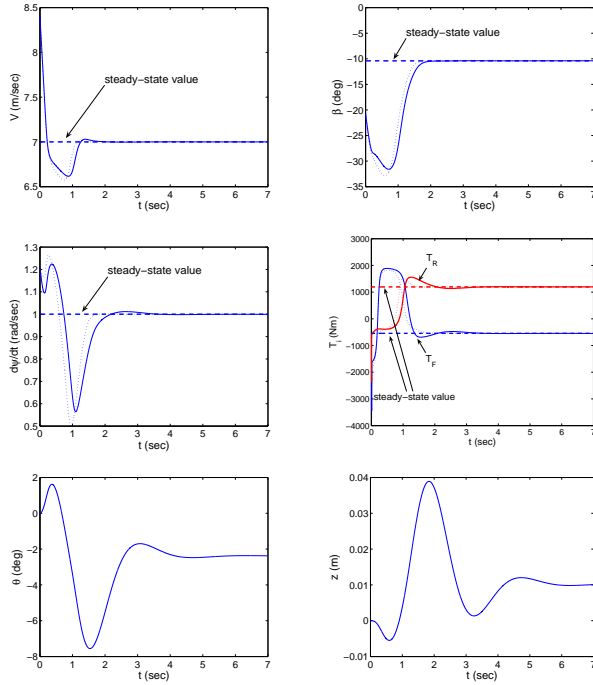 8.5
8
7.5
7
6.5
V (m/sec)
steady−state value
0 1 2 3 4 5 6 7
t (sec)
−5
−10
−15
−20
−25
−30
−35
β (deg)
steady−state value
0 1 2 3 4 5 6 7
t (sec)
1.3
1.2
1.1
1
0.9
0.8
0.7
0.6
0.5
dψ/dt (rad/sec)
steady−state value
0 1 2 3 4 5 6 7
t (sec)
3000
2000
1000
0
−1000
−2000
−3000
−4000
T_i (Nm)
T_R
T_F
steady−state value
0 1 2 3 4 5 6 7
t (sec)
2
0
−2
−4
−6
−8
θ (deg)
0 1 2 3 4 5 6 7
t (sec)
0.04
0.03
0.02
0.01
0
−0.01
z (m)
0 1 2 3 4 5 6 7
t (sec)